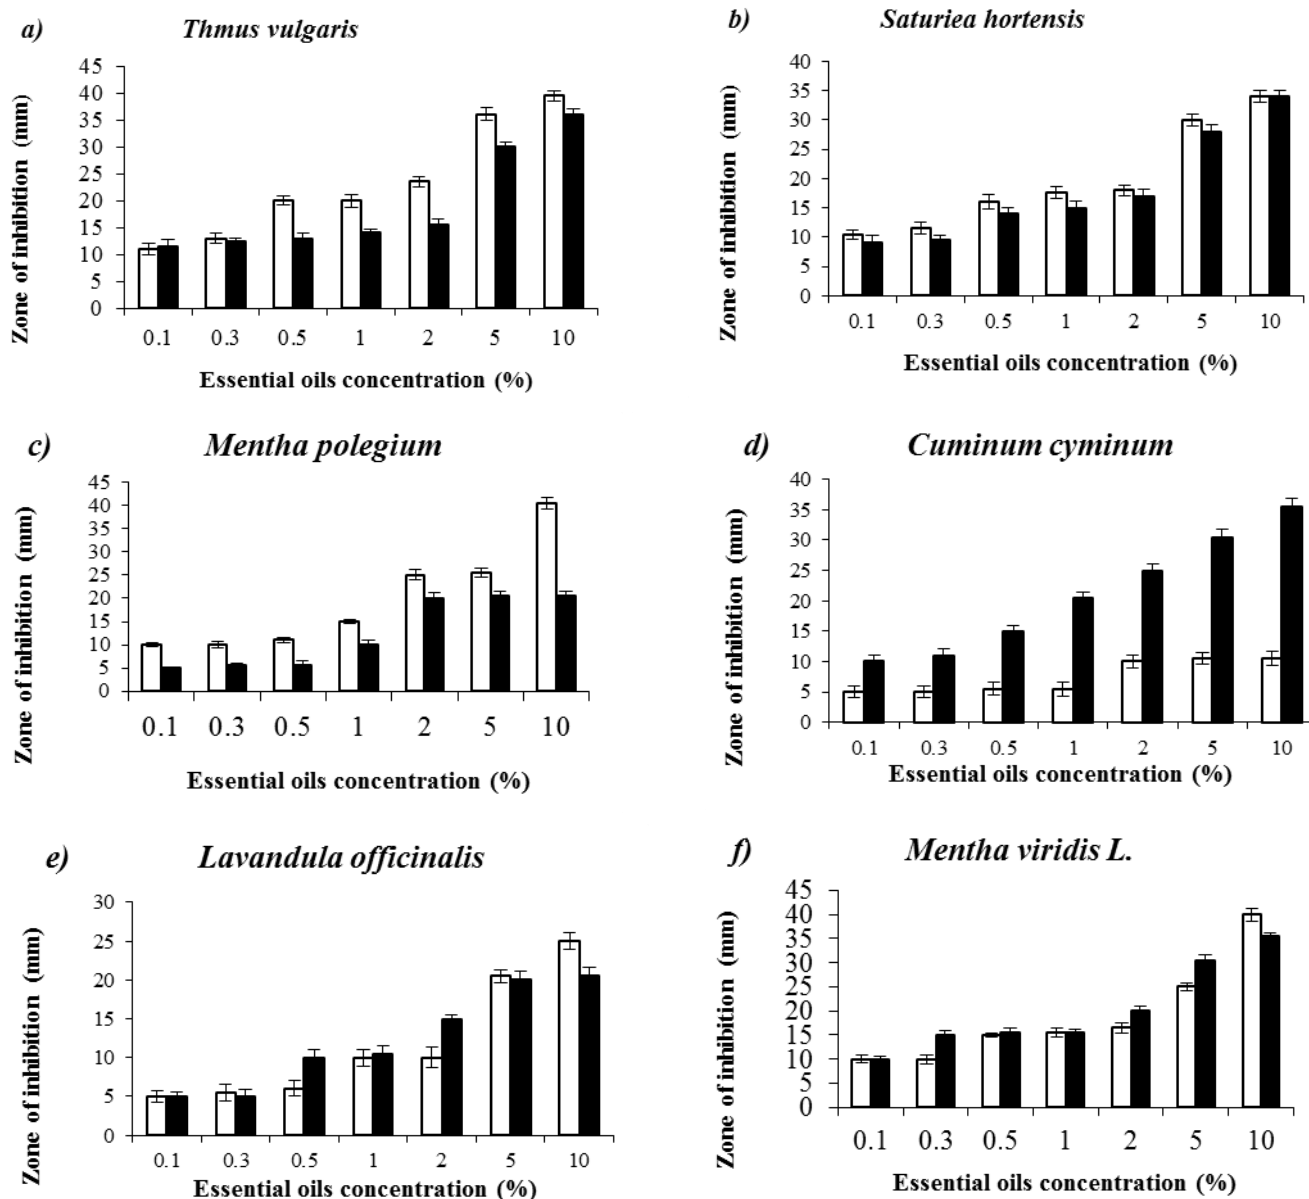 a)
Thmus vulgaris
Zone of inhibition (mm)
45
40
35
30
25
20
15
10
5
0
0.1 0.3 0.5 1 2 5 10
Essential oils concentration (%)
b)
Saturiea hortensis
Zone of inhibition (mm)
40
35
30
25
20
15
10
5
0
0.1 0.3 0.5 1 2 5 10
Essential oils concentration (%)
c)
Mentha polegium
Zone of inhibition (mm)
45
40
35
30
25
20
15
10
5
0
0.1 0.3 0.5 1 2 5 10
Essential oils concentration (%)
d)
Cuminum cyminum
Zone of inhibition (mm)
40
35
30
25
20
15
10
5
0
0.1 0.3 0.5 1 2 5 10
Essential oils concentration (%)
e)
Lavandula officinalis
Zone of inhibition (mm)
30
25
20
15
10
5
0
0.1 0.3 0.5 1 2 5 10
Essential oils concentration (%)
f)
Mentha viridis L.
Zone of inhibition (mm)
45
40
35
30
25
20
15
10
5
0
0.1 0.3 0.5 1 2 5 10
Essential oils concentration (%)